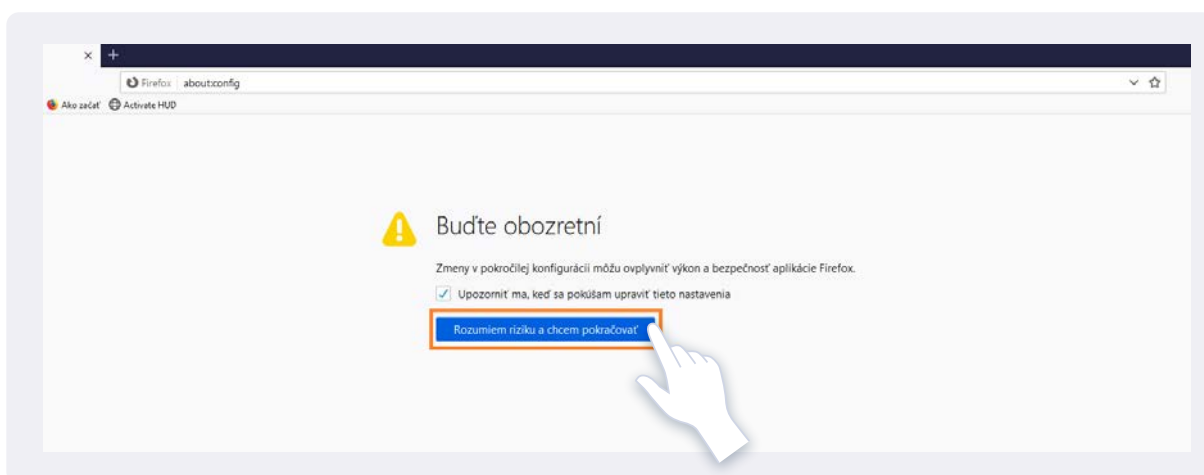 × +
Firefox about:config
Ako začať Activate HUD
Buďte obozretní
Zmeny v pokročilej konfigurácii môžu ovplyvniť výkon a bezpečnosť aplikácie Firefox.
Upozorniť ma, keď sa pokúšam upraviť tieto nastavenia
Rozumiem riziku a chcem pokračovať